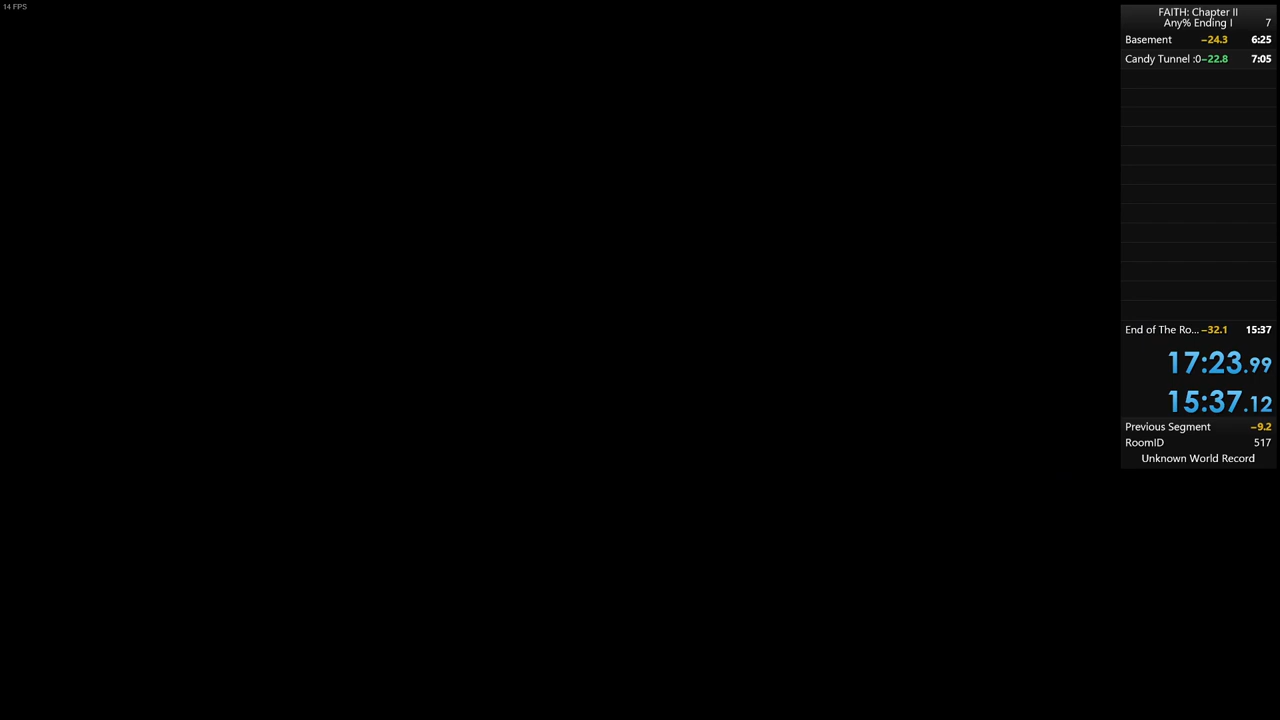 14 FPS
FAITH: Chapter II
Any% Ending I 7
Basement -24.3 6:25
Candy Tunnel :0-22.8 7:05
End of The Ro... -32.1 15:37
17:23.99
15:37.12
Previous Segment -9.2
RoomID 517
Unknown World Record